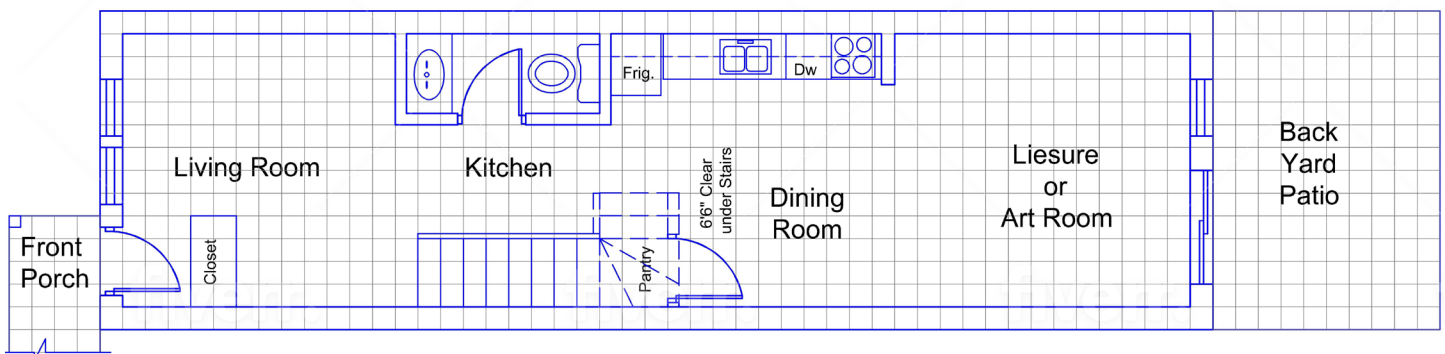 Living Room
Kitchen
Frig.
Dw
6'6" Clear
under Stairs
Dining
Room
Liesure
or
Art Room
Back
Yard
Patio
Front
Porch
Closet
Pantry